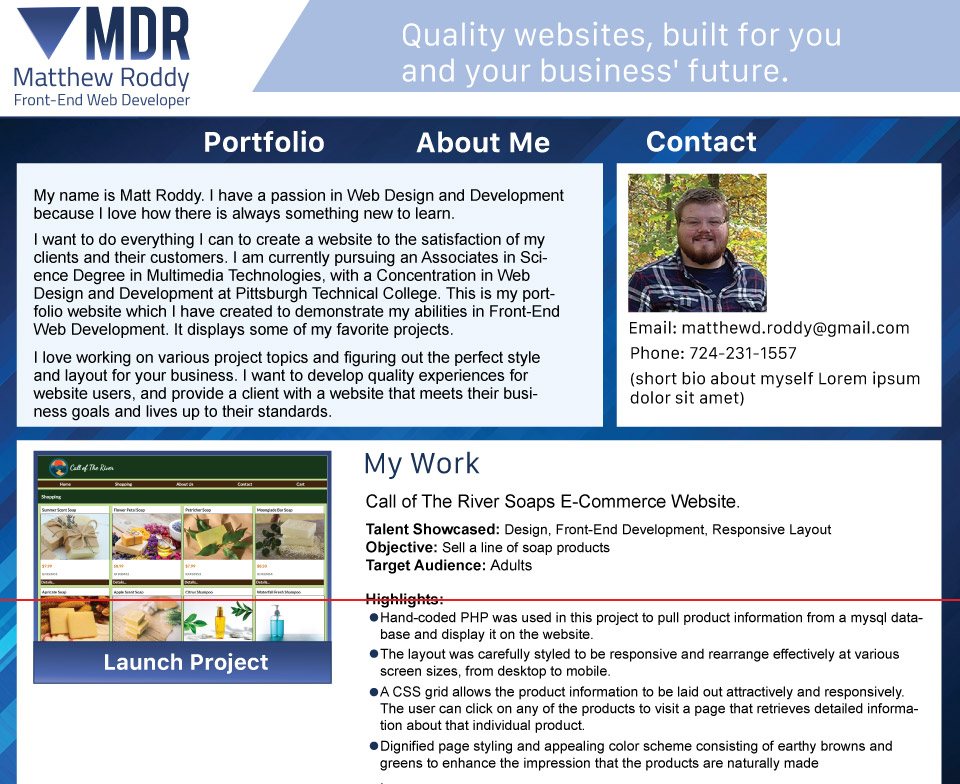 MDR
Matthew Roddy
Front-End Web Developer
Quality websites, built for you
and your business' future.
Portfolio About Me Contact
My name is Matt Roddy. I have a passion in Web Design and Development
because I love how there is always something new to learn.
I want to do everything I can to create a website to the satisfaction of my
clients and their customers. I am currently pursuing an Associates in Sci-
ence Degree in Multimedia Technologies, with a Concentration in Web
Design and Development at Pittsburgh Technical College. This is my port-
folio website which I have created to demonstrate my abilities in Front-End
Web Development. It displays some of my favorite projects.
I love working on various project topics and figuring out the perfect style
and layout for your business. I want to develop quality experiences for
website users, and provide a client with a website that meets their busi-
ness goals and lives up to their standards.
Email: matthewd.roddy@gmail.com
Phone: 724-231-1557
(short bio about myself Lorem ipsum
dolor sit amet)
Call of The River
Home Shopping About Us Contact Cart
Shopping
Summer Scent Soap Flower Petal Soap Petrichor Soap Moonglade Bar Soap
$7.99 $8.99 $7.99 $8.50
Details... Details... Details... Details...
Apricate Soap Apple Scent Soap Citrus Shampoo Waterfall Fresh Shampoo
Launch Project
My Work
Call of The River Soaps E-Commerce Website.
Talent Showcased: Design, Front-End Development, Responsive Layout
Objective: Sell a line of soap products
Target Audience: Adults
Highlights:
●Hand-coded PHP was used in this project to pull product information from a mysql data-
base and display it on the website.
●The layout was carefully styled to be responsive and rearrange effectively at various
screen sizes, from desktop to mobile.
●A CSS grid allows the product information to be laid out attractively and responsively.
The user can click on any of the products to visit a page that retrieves detailed informa-
tion about that individual product.
●Dignified page styling and appealing color scheme consisting of earthy browns and
greens to enhance the impression that the products are naturally made